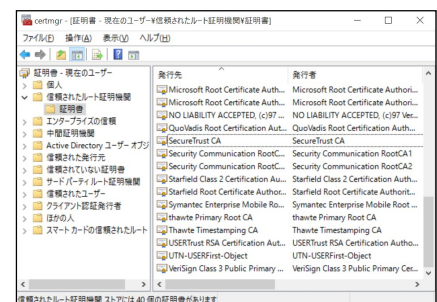 certmgr - [証明書 - 現在のユーザー¥信頼されたルート証明機関¥証明書]
ファイル(F) 操作(A) 表示(V) ヘルプ(H)
証明書 - 現在のユーザー
個人
信頼されたルート証明機関
証明書
エンタープライズの信頼
中間証明機関
Active Directory ユーザー オブジ
信頼された発行元
信頼されていない証明書
サードパーティ ルート証明機関
信頼されたユーザー
クライアント認証発行者
ほかの人
スマート カードの信頼されたルート
発行先 発行者
Microsoft Root Certificate Auth... Microsoft Root Certificate Authori...
Microsoft Root Certificate Auth... Microsoft Root Certificate Authori...
NO LIABILITY ACCEPTED, (c)97 ... NO LIABILITY ACCEPTED, (c)97 Ver...
QuoVadis Root Certification Aut... QuoVadis Root Certification Auth...
SecureTrust CA SecureTrust CA
Security Communication RootC... Security Communication RootCA1
Security Communication RootC... Security Communication RootCA2
Starfield Class 2 Certification Au... Starfield Class 2 Certification Auth...
Starfield Root Certificate Author... Starfield Root Certificate Authorit...
Symantec Enterprise Mobile Ro... Symantec Enterprise Mobile Root ...
thawte Primary Root CA thawte Primary Root CA
Thawte Timestamping CA Thawte Timestamping CA
USERTrust RSA Certification Aut... USERTrust RSA Certification Autho...
UTN-USERFirst-Object UTN-USERFirst-Object
VeriSign Class 3 Public Primary ... VeriSign Class 3 Public Primary Cer...
信頼されたルート証明機関 ストアには 40 個の証明書があります